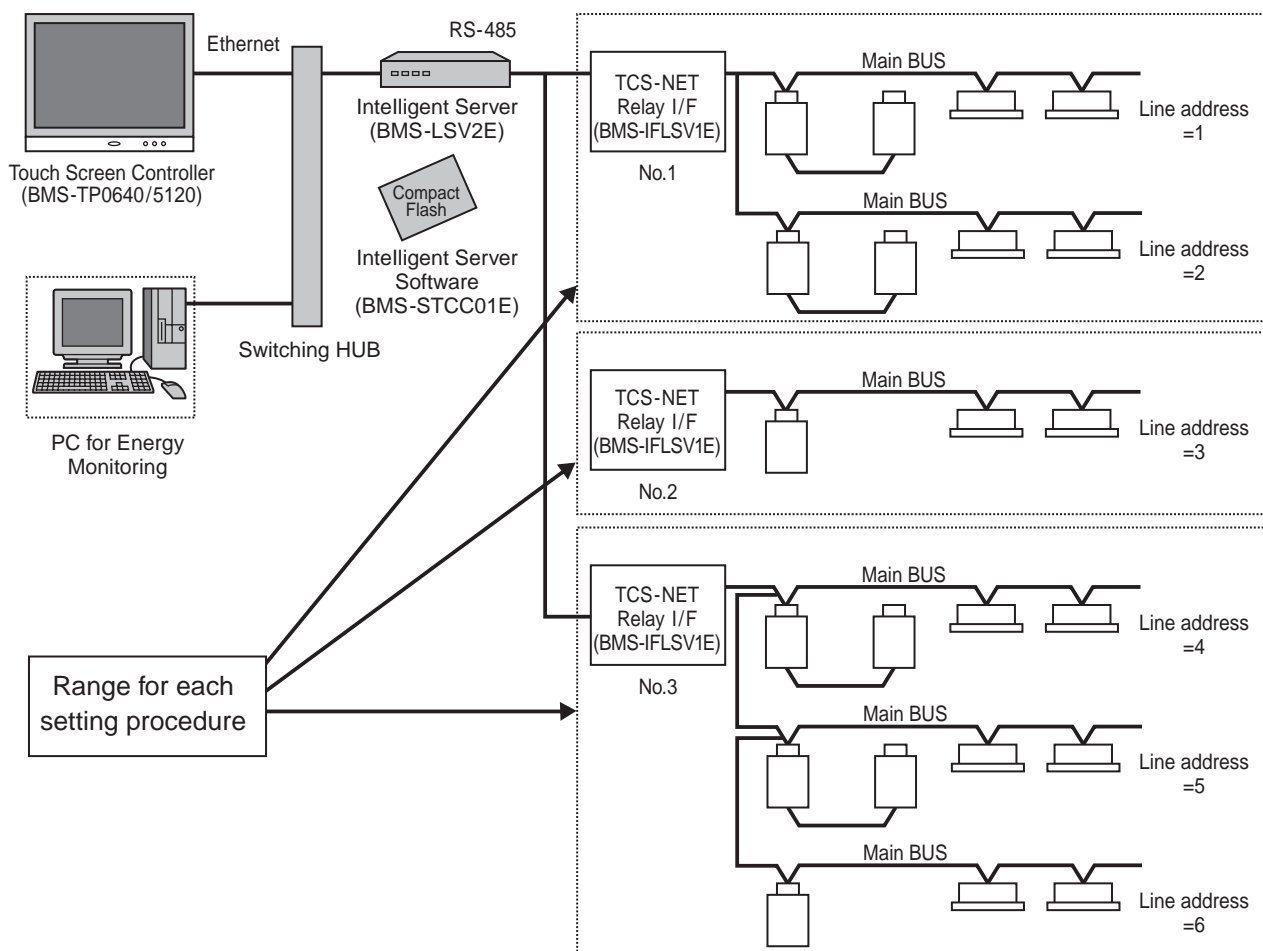 Ethernet
RS-485
Touch Screen Controller
(BMS-TP0640/5120)
Intelligent Server
(BMS-LSV2E)
Compact
Flash
Intelligent Server
Software
(BMS-STCC01E)
Switching HUB
PC for Energy
Monitoring
Range for each
setting procedure
TCS-NET
Relay I/F
(BMS-IFLSV1E)
No.1
Main BUS
Line address
=1
Main BUS
Line address
=2
TCS-NET
Relay I/F
(BMS-IFLSV1E)
No.2
Main BUS
Line address
=3
TCS-NET
Relay I/F
(BMS-IFLSV1E)
No.3
Main BUS
Line address
=4
Main BUS
Line address
=5
Main BUS
Line address
=6